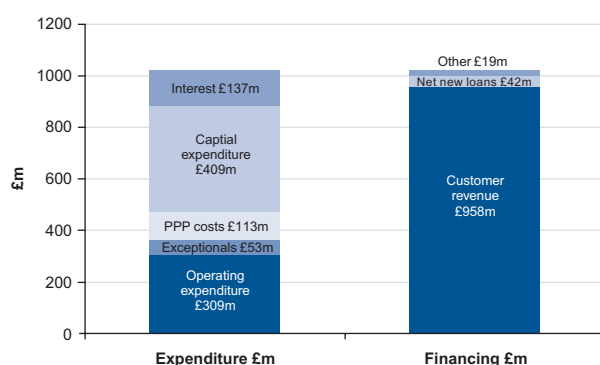 1200
1000
800
600
400
200
0
£m
Interest £137m
Captial
expenditure
£409m
PPP costs £113m
Exceptionals £53m
Operating
expenditure
£309m
Other £19m
Net new loans £42m
Customer
revenue
£958m
Expenditure £m
Financing £m